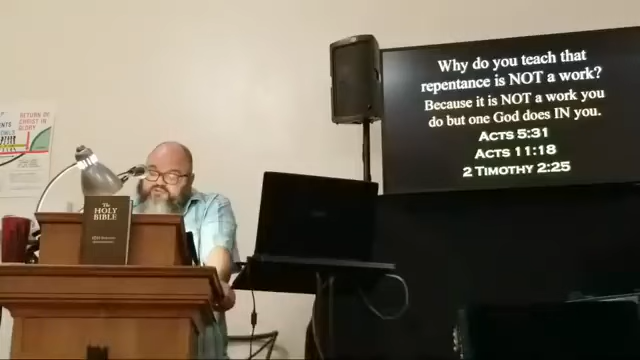 Why do you teach that
repentance is NOT a work?
Because it is NOT a work you
do but one God does IN you.
ACTS 5:31
ACTS 11:18
2 TIMOTHY 2:25
RETURN OF
CHRIST IN
GLORY
The
HOLY
BIBLE